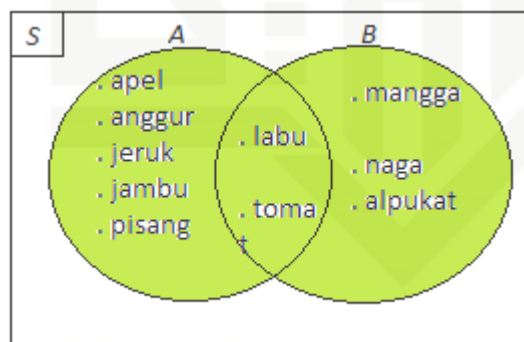 S
A
B
. apel
. anggur
. jeruk
. jambu
. pisang
. labu
. toma
t
. mangga
. naga
. alpukat